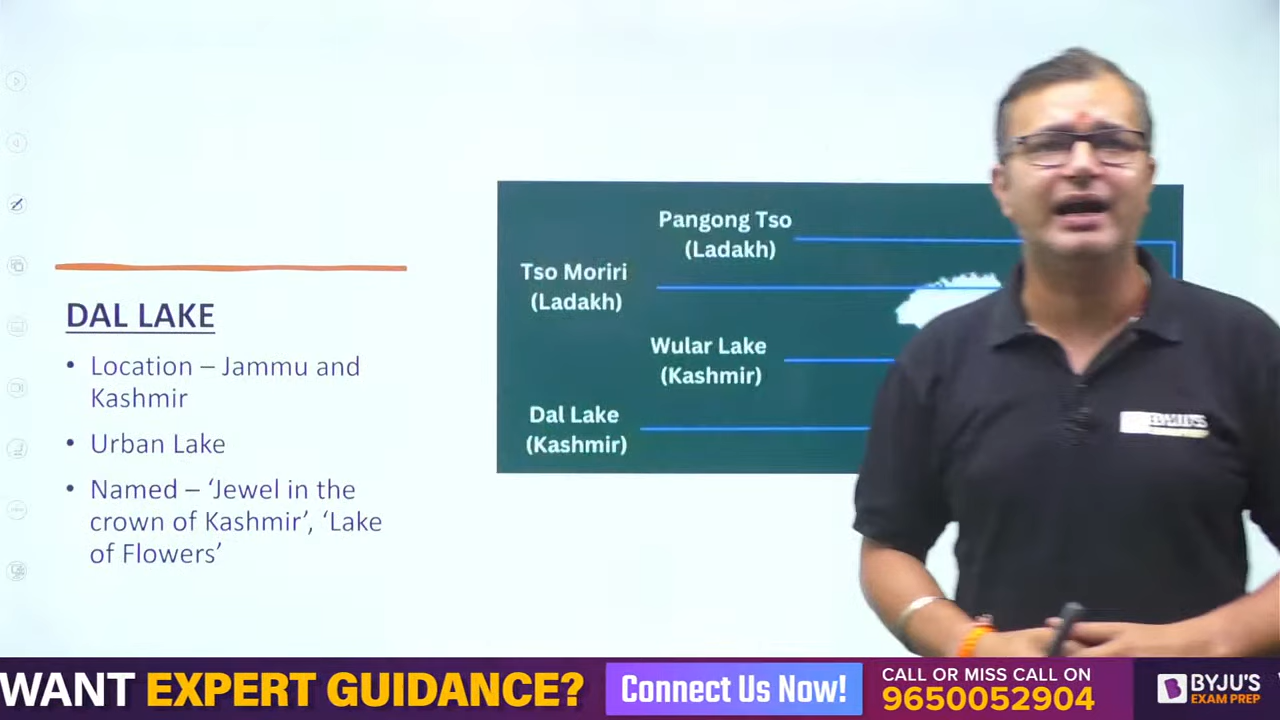 DAL LAKE
• Location – Jammu and
Kashmir
• Urban Lake
• Named – ‘Jewel in the
crown of Kashmir’, ‘Lake
of Flowers’
Pangong Tso
(Ladakh)
Tso Moriri
(Ladakh)
Wular Lake
(Kashmir)
Dal Lake
(Kashmir)
WANT EXPERT GUIDANCE?
Connect Us Now!
CALL OR MISS CALL ON
9650052904
BYJU'S
EXAM PREP